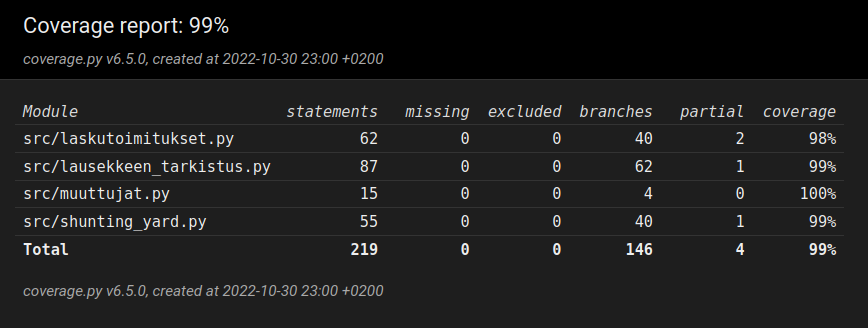 Coverage report: 99%
coverage.py v6.5.0, created at 2022-10-30 23:00 +0200
Module statements missing excluded branches partial coverage
src/laskutoimitukset.py 62 0 0 40 2 98%
src/lausekkeen_tarkistus.py 87 0 0 62 1 99%
src/muuttujat.py 15 0 0 4 0 100%
src/shunting_yard.py 55 0 0 40 1 99%
Total 219 0 0 146 4 99%
coverage.py v6.5.0, created at 2022-10-30 23:00 +0200